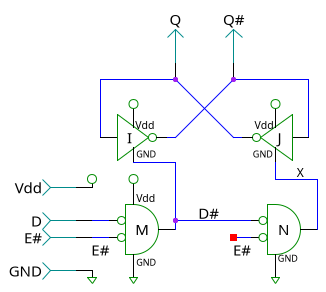 Q Q#
Vdd Vdd
I J
GND GND
X
Vdd Vdd
D M D# N
E# E# E#
GND GND GND